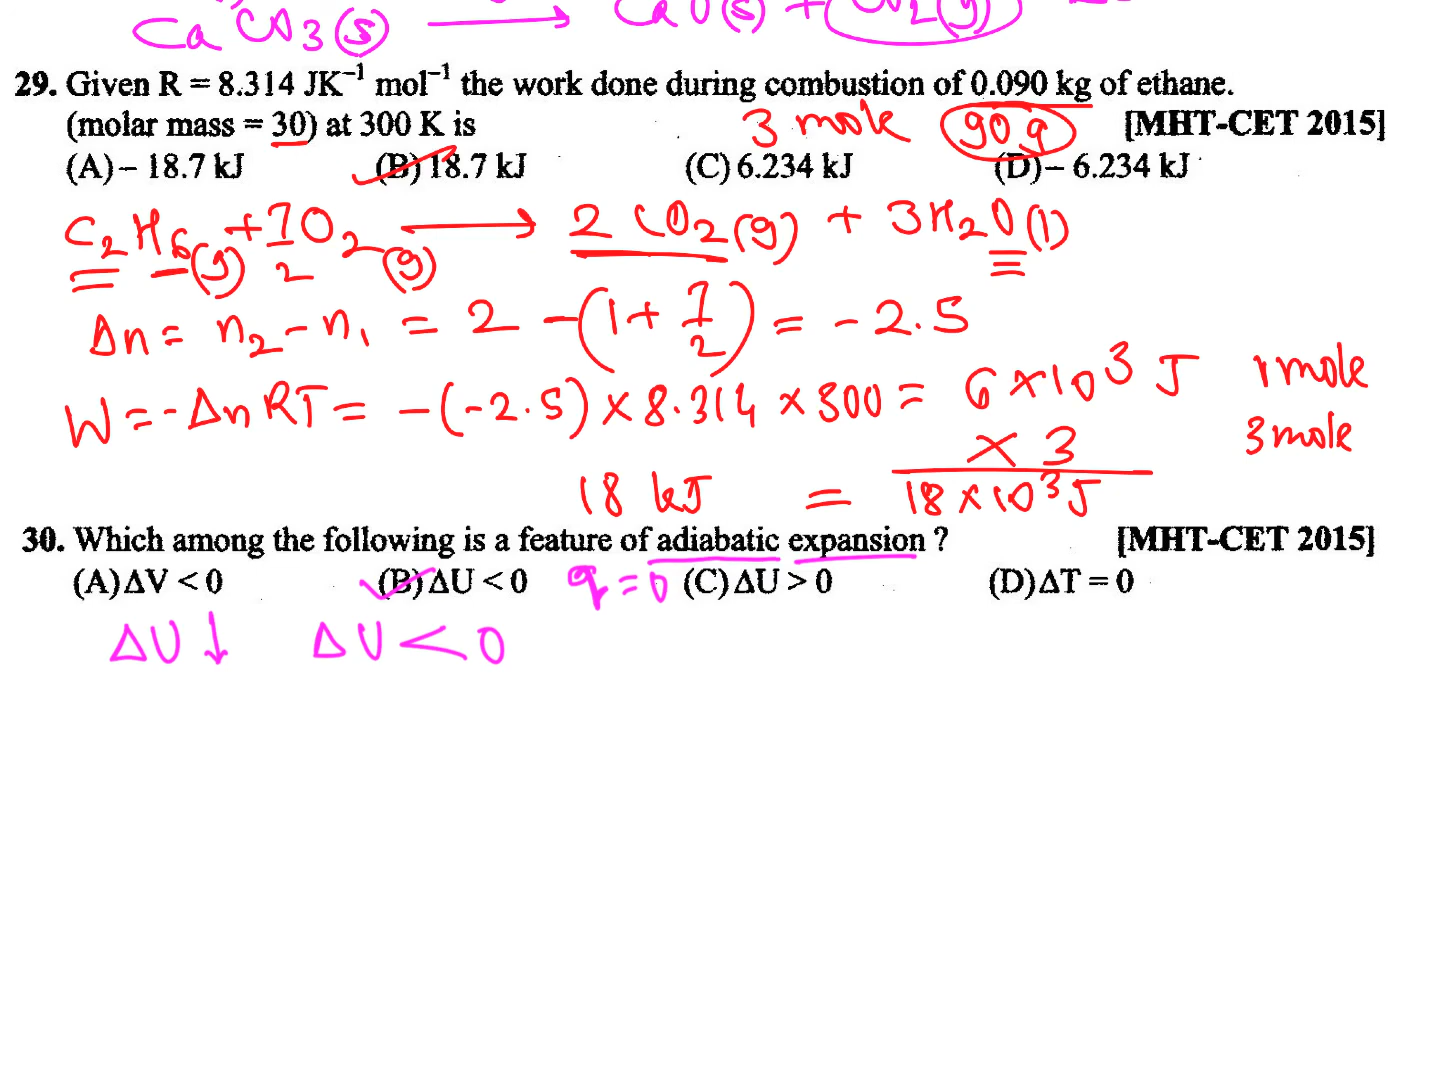 CaCO3(s) ⟶ CaO(s) + CO2(g)
29. Given R = 8.314 JK⁻¹ mol⁻¹ the work done during combustion of 0.090 kg of ethane.
(molar mass = 30) at 300 K is 3 mole 90 g [MHT-CET 2015]
(A) – 18.7 kJ (B) 18.7 kJ (C) 6.234 kJ (D) – 6.234 kJ
C2H6(g) + 7/2 O2(g) ⟶ 2 CO2(g) + 3H2O(l)
Δn = n2 – n1 = 2 – (1 + 7/2) = – 2.5
W = – Δn RT = – (–2.5) × 8.314 × 300 = 6 × 10³ J 1 mole
× 3 3 mole
18 kJ = 18 × 10³ J
30. Which among the following is a feature of adiabatic expansion ? [MHT-CET 2015]
(A) ΔV < 0 (B) ΔU < 0 q = 0 (C) ΔU > 0 (D) ΔT = 0
ΔU ↓ ΔU < 0